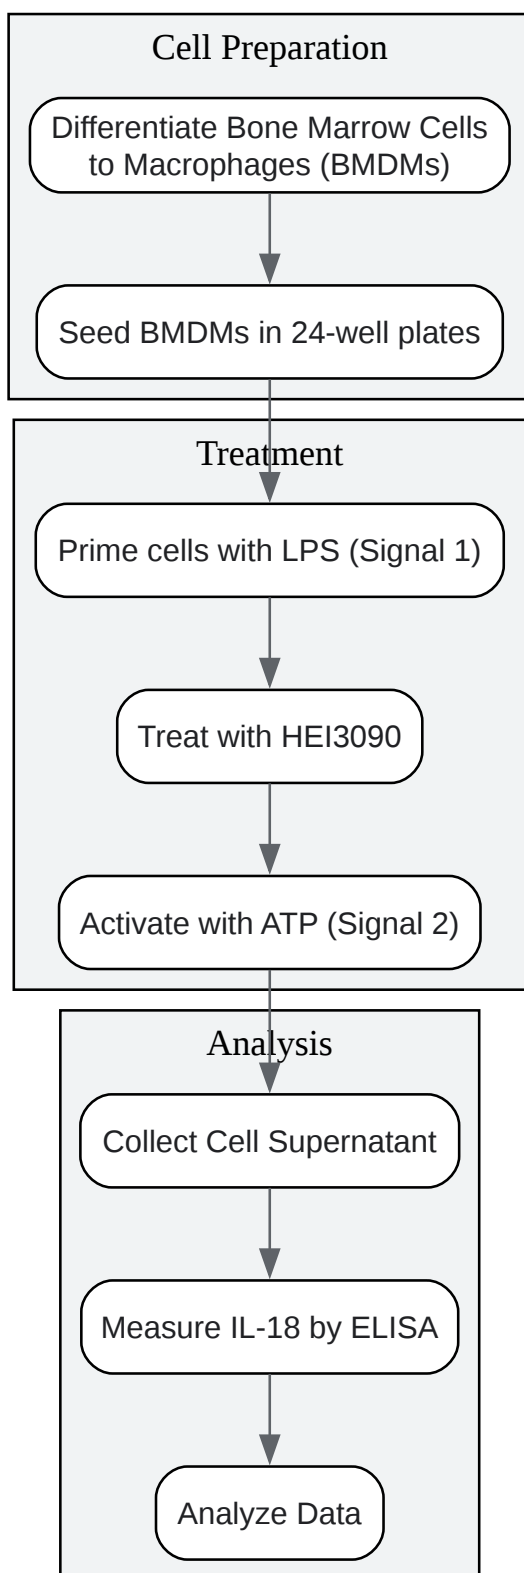 Cell Preparation
Differentiate Bone Marrow Cells
to Macrophages (BMDMs)
Seed BMDMs in 24-well plates
Treatment
Prime cells with LPS (Signal 1)
Treat with HEI3090
Activate with ATP (Signal 2)
Analysis
Collect Cell Supernatant
Measure IL-18 by ELISA
Analyze Data